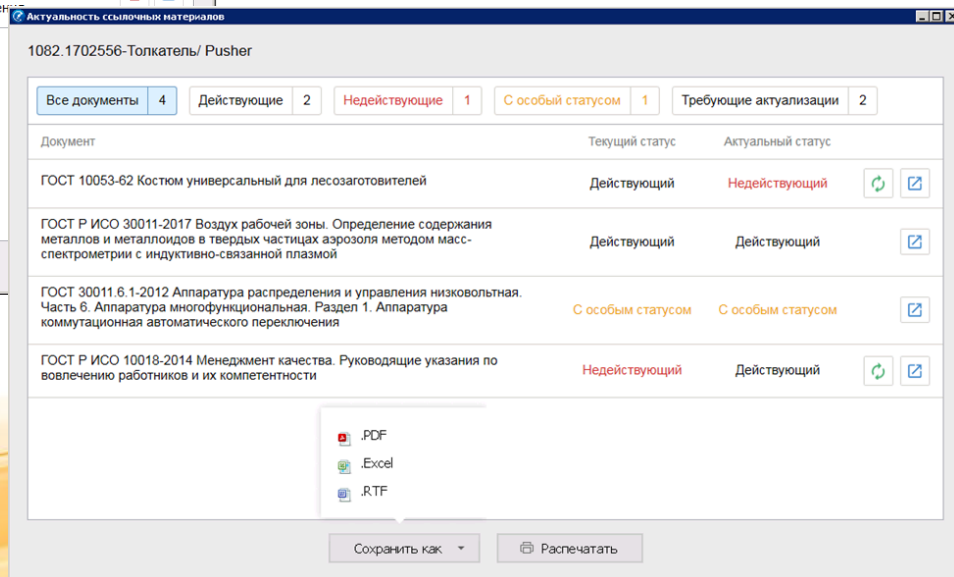 Актуальность ссылочных материалов
1082.1702556-Толкатель/ Pusher
Все документы 4 Действующие 2 Недействующие 1 С особый статусом 1 Требующие актуализации 2
Документ Текущий статус Актуальный статус
ГОСТ 10053-62 Костюм универсальный для лесозаготовителей Действующий Недействующий
ГОСТ Р ИСО 30011-2017 Воздух рабочей зоны. Определение содержания
металлов и металлоидов в твердых частицах аэрозоля методом масс-
спектрометрии с индуктивно-связанной плазмой
Действующий Действующий
ГОСТ 30011.6.1-2012 Аппаратура распределения и управления низковольтная.
Часть 6. Аппаратура многофункциональная. Раздел 1. Аппаратура
коммутационная автоматического переключения
С особым статусом С особым статусом
ГОСТ Р ИСО 10018-2014 Менеджмент качества. Руководящие указания по
вовлечению работников и их компетентности
Недействующий Действующий
.PDF
.Excel
.RTF
Сохранить как Распечатать